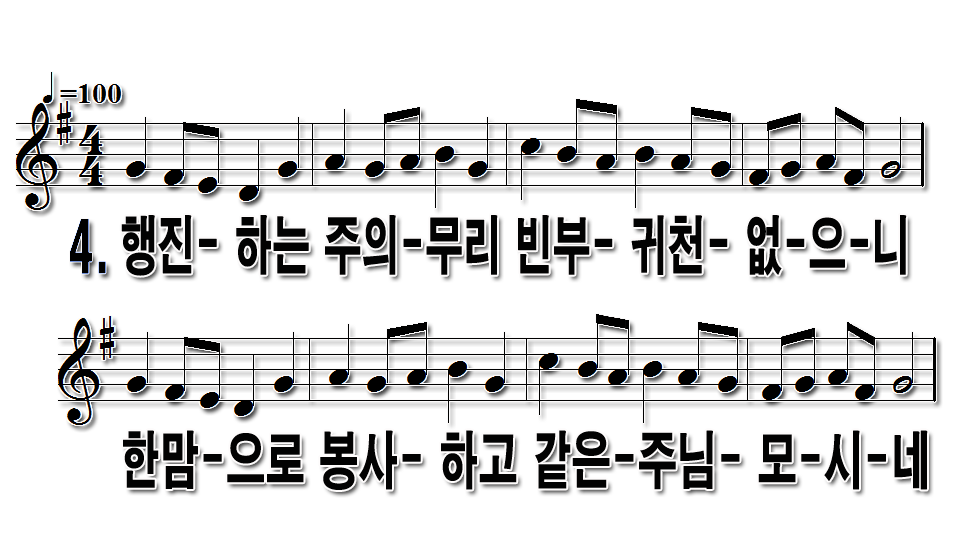 ♩=100
4. 행진- 하는 주의-무리 빈부- 귀천- 없-으-니
한맘-으로 봉사- 하고 같은-주님- 모-시-네